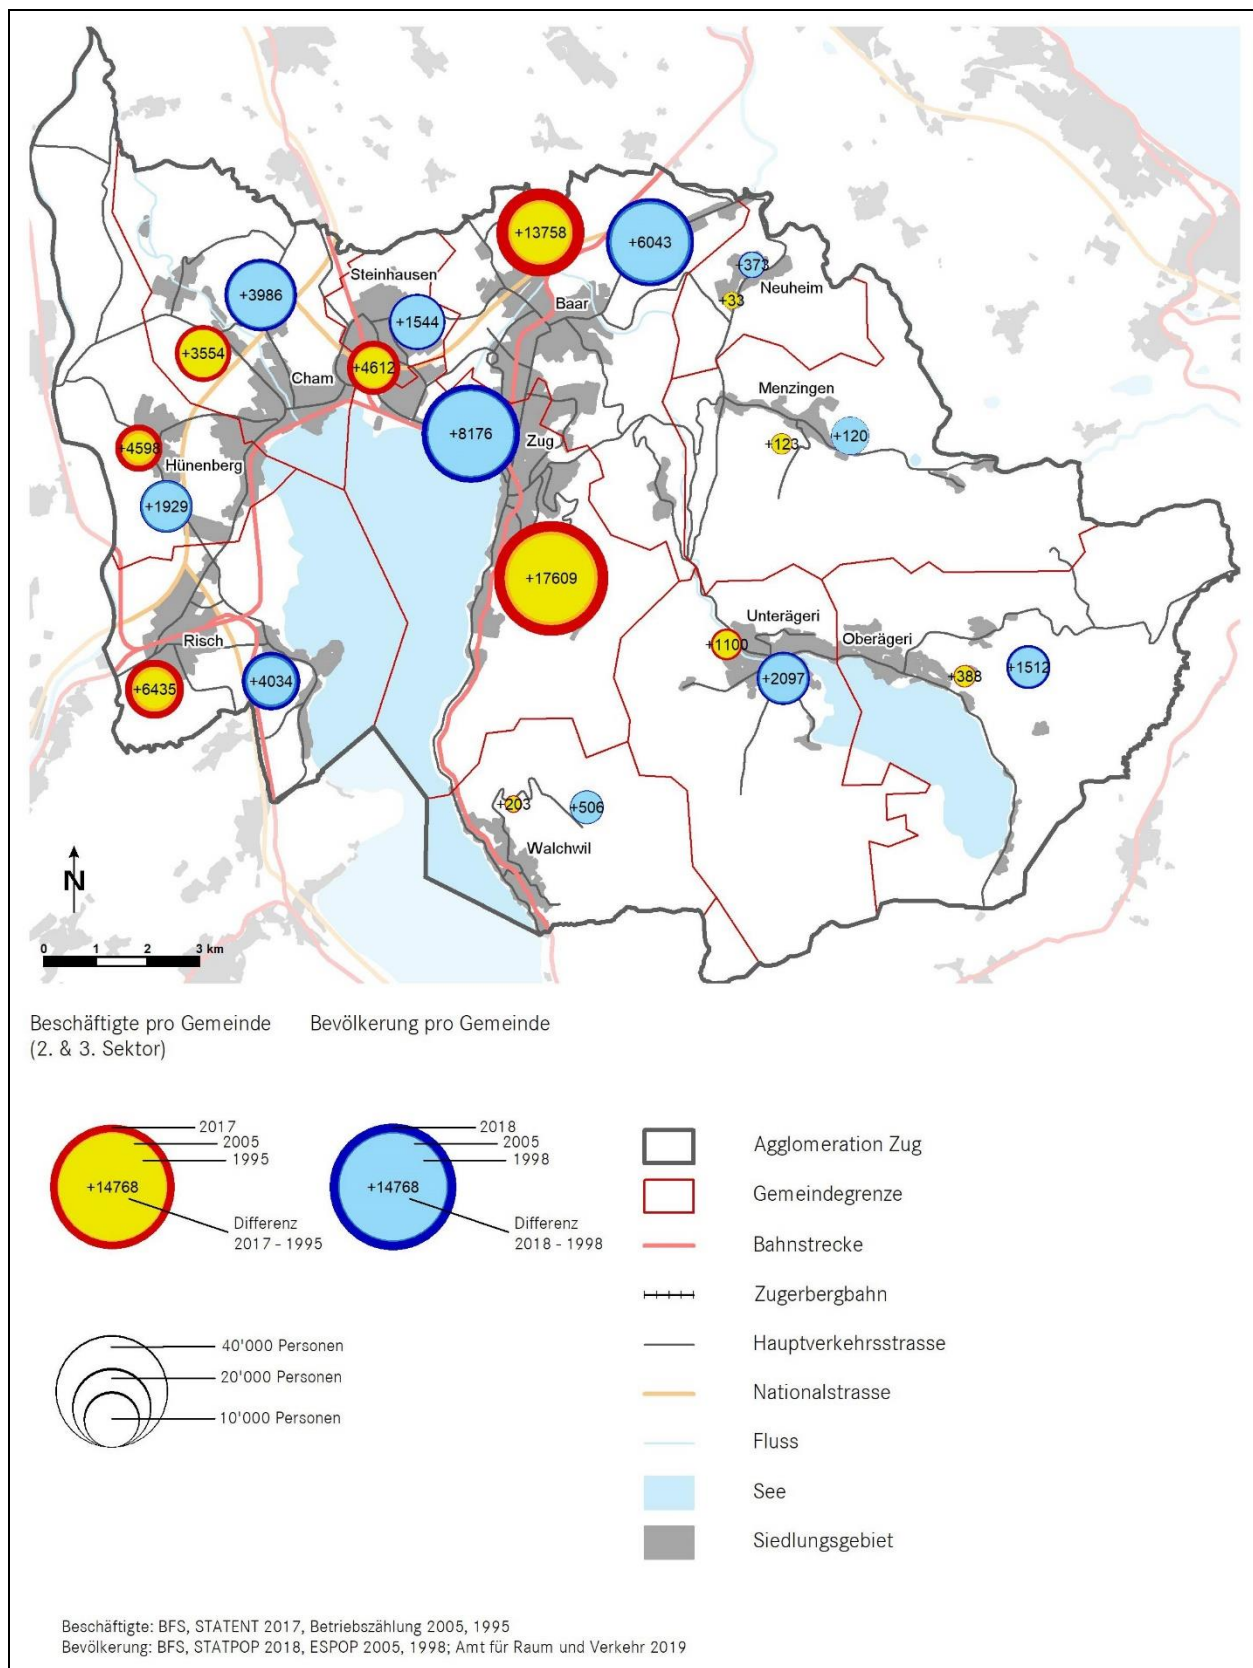 +13758
+6043
+373
Neuheim
+33
Steinhausen
+3986
+1544
Baar
+3554
+4612
Cham
Menzingen
+8176
Zug
+123
+120
+4598
Hünenberg
+1929
+17609
Unterägeri
Oberägeri
Risch
+1100
+2097
+388
+1512
+6435
+4034
+203
+506
Walchwil
N
0 1 2 3 km
Beschäftigte pro Gemeinde
(2. & 3. Sektor)
Bevölkerung pro Gemeinde
2017
2005
1995
+14768
Differenz
2017 - 1995
2018
2005
1998
+14768
Differenz
2018 - 1998
40'000 Personen
20'000 Personen
10'000 Personen
Agglomeration Zug
Gemeindegrenze
Bahnstrecke
Zugerbergbahn
Hauptverkehrsstrasse
Nationalstrasse
Fluss
See
Siedlungsgebiet
Beschäftigte: BFS, STATENT 2017, Betriebszählung 2005, 1995
Bevölkerung: BFS, STATPOP 2018, ESPOP 2005, 1998; Amt für Raum und Verkehr 2019